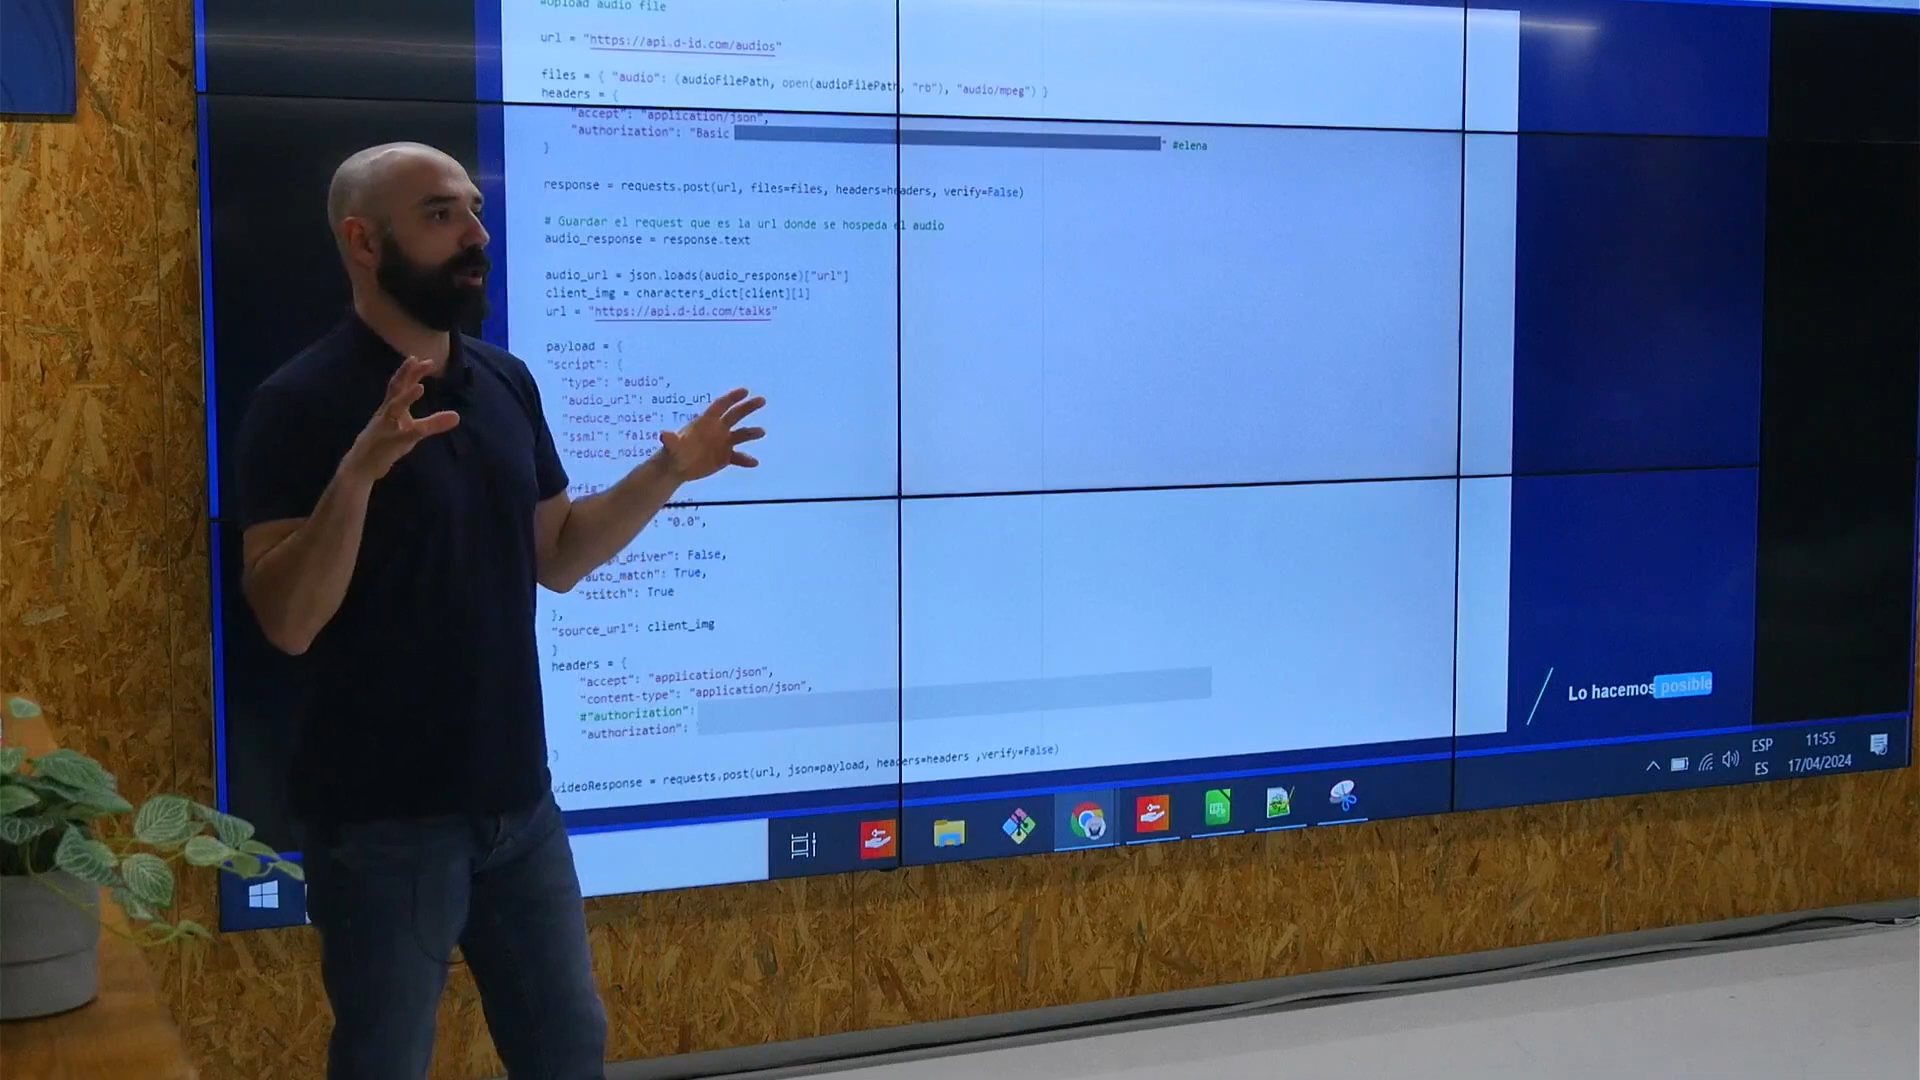 #Upload audio file
url = "https://api.d-id.com/audios"
files = { "audio": (audioFilePath, open(audioFilePath, "rb"), "audio/mpeg") }
headers = {
"accept": "application/json",
"authorization": "Basic " #elena
}
response = requests.post(url, files=files, headers=headers, verify=False)
# Guardar el request que es la url donde se hospeda el audio
audio_response = response.text
audio_url = json.loads(audio_response)["url"]
client_img = characters_dict[client][1]
url = "https://api.d-id.com/talks"
payload = {
"script": {
"type": "audio",
"audio_url": audio_url
"reduce_noise": True
"ssml": "false
"reduce_noise"
: "0.0",
_driver": False,
auto_match": True,
"stitch": True
},
"source_url": client_img
}
headers = {
"accept": "application/json",
"content-type": "application/json",
#"authorization":
"authorization":
}
videoResponse = requests.post(url, json=payload, headers=headers ,verify=False)
Lo hacemos posible
ESP
ES
11:55
17/04/2024